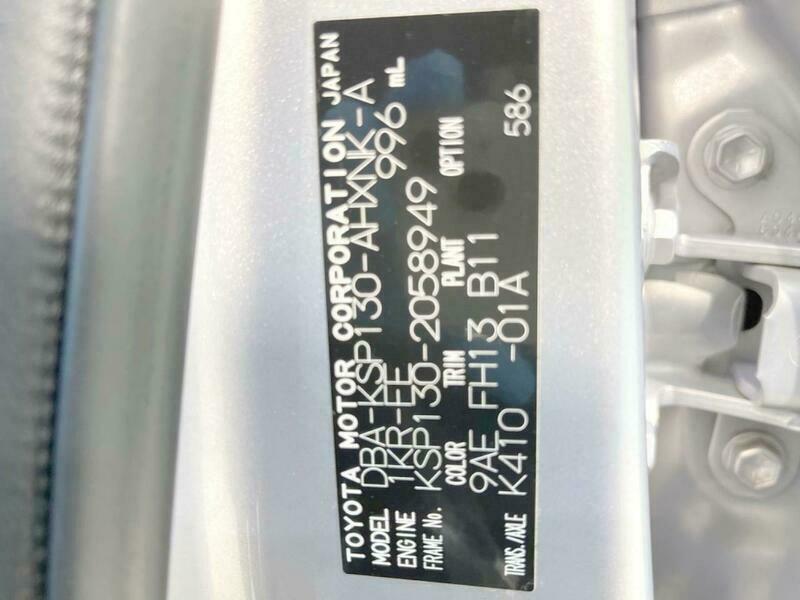 TOYOTA MOTOR CORPORATION JAPAN
MODEL DBA-KSP130-AHXNK-A
ENGINE 1KR-FE 996 mL
FRAME No. KSP130-2058949
COLOR TRIM PLANT OPTION
9AE FH13 B11
TRANS./AXLE K410 -01A 586